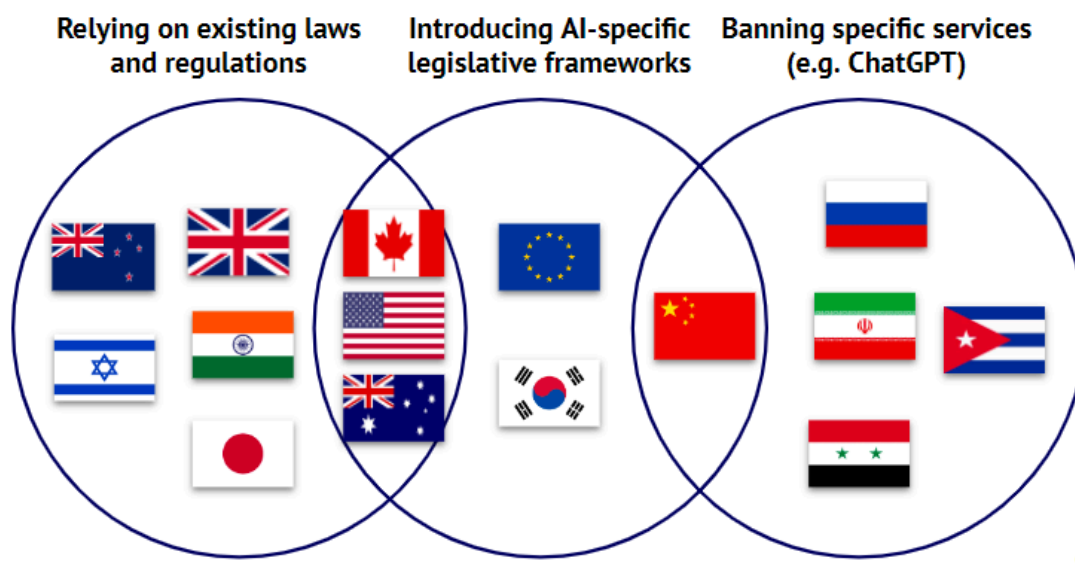 Relying on existing laws
and regulations
Introducing AI-specific
legislative frameworks
Banning specific services
(e.g. ChatGPT)